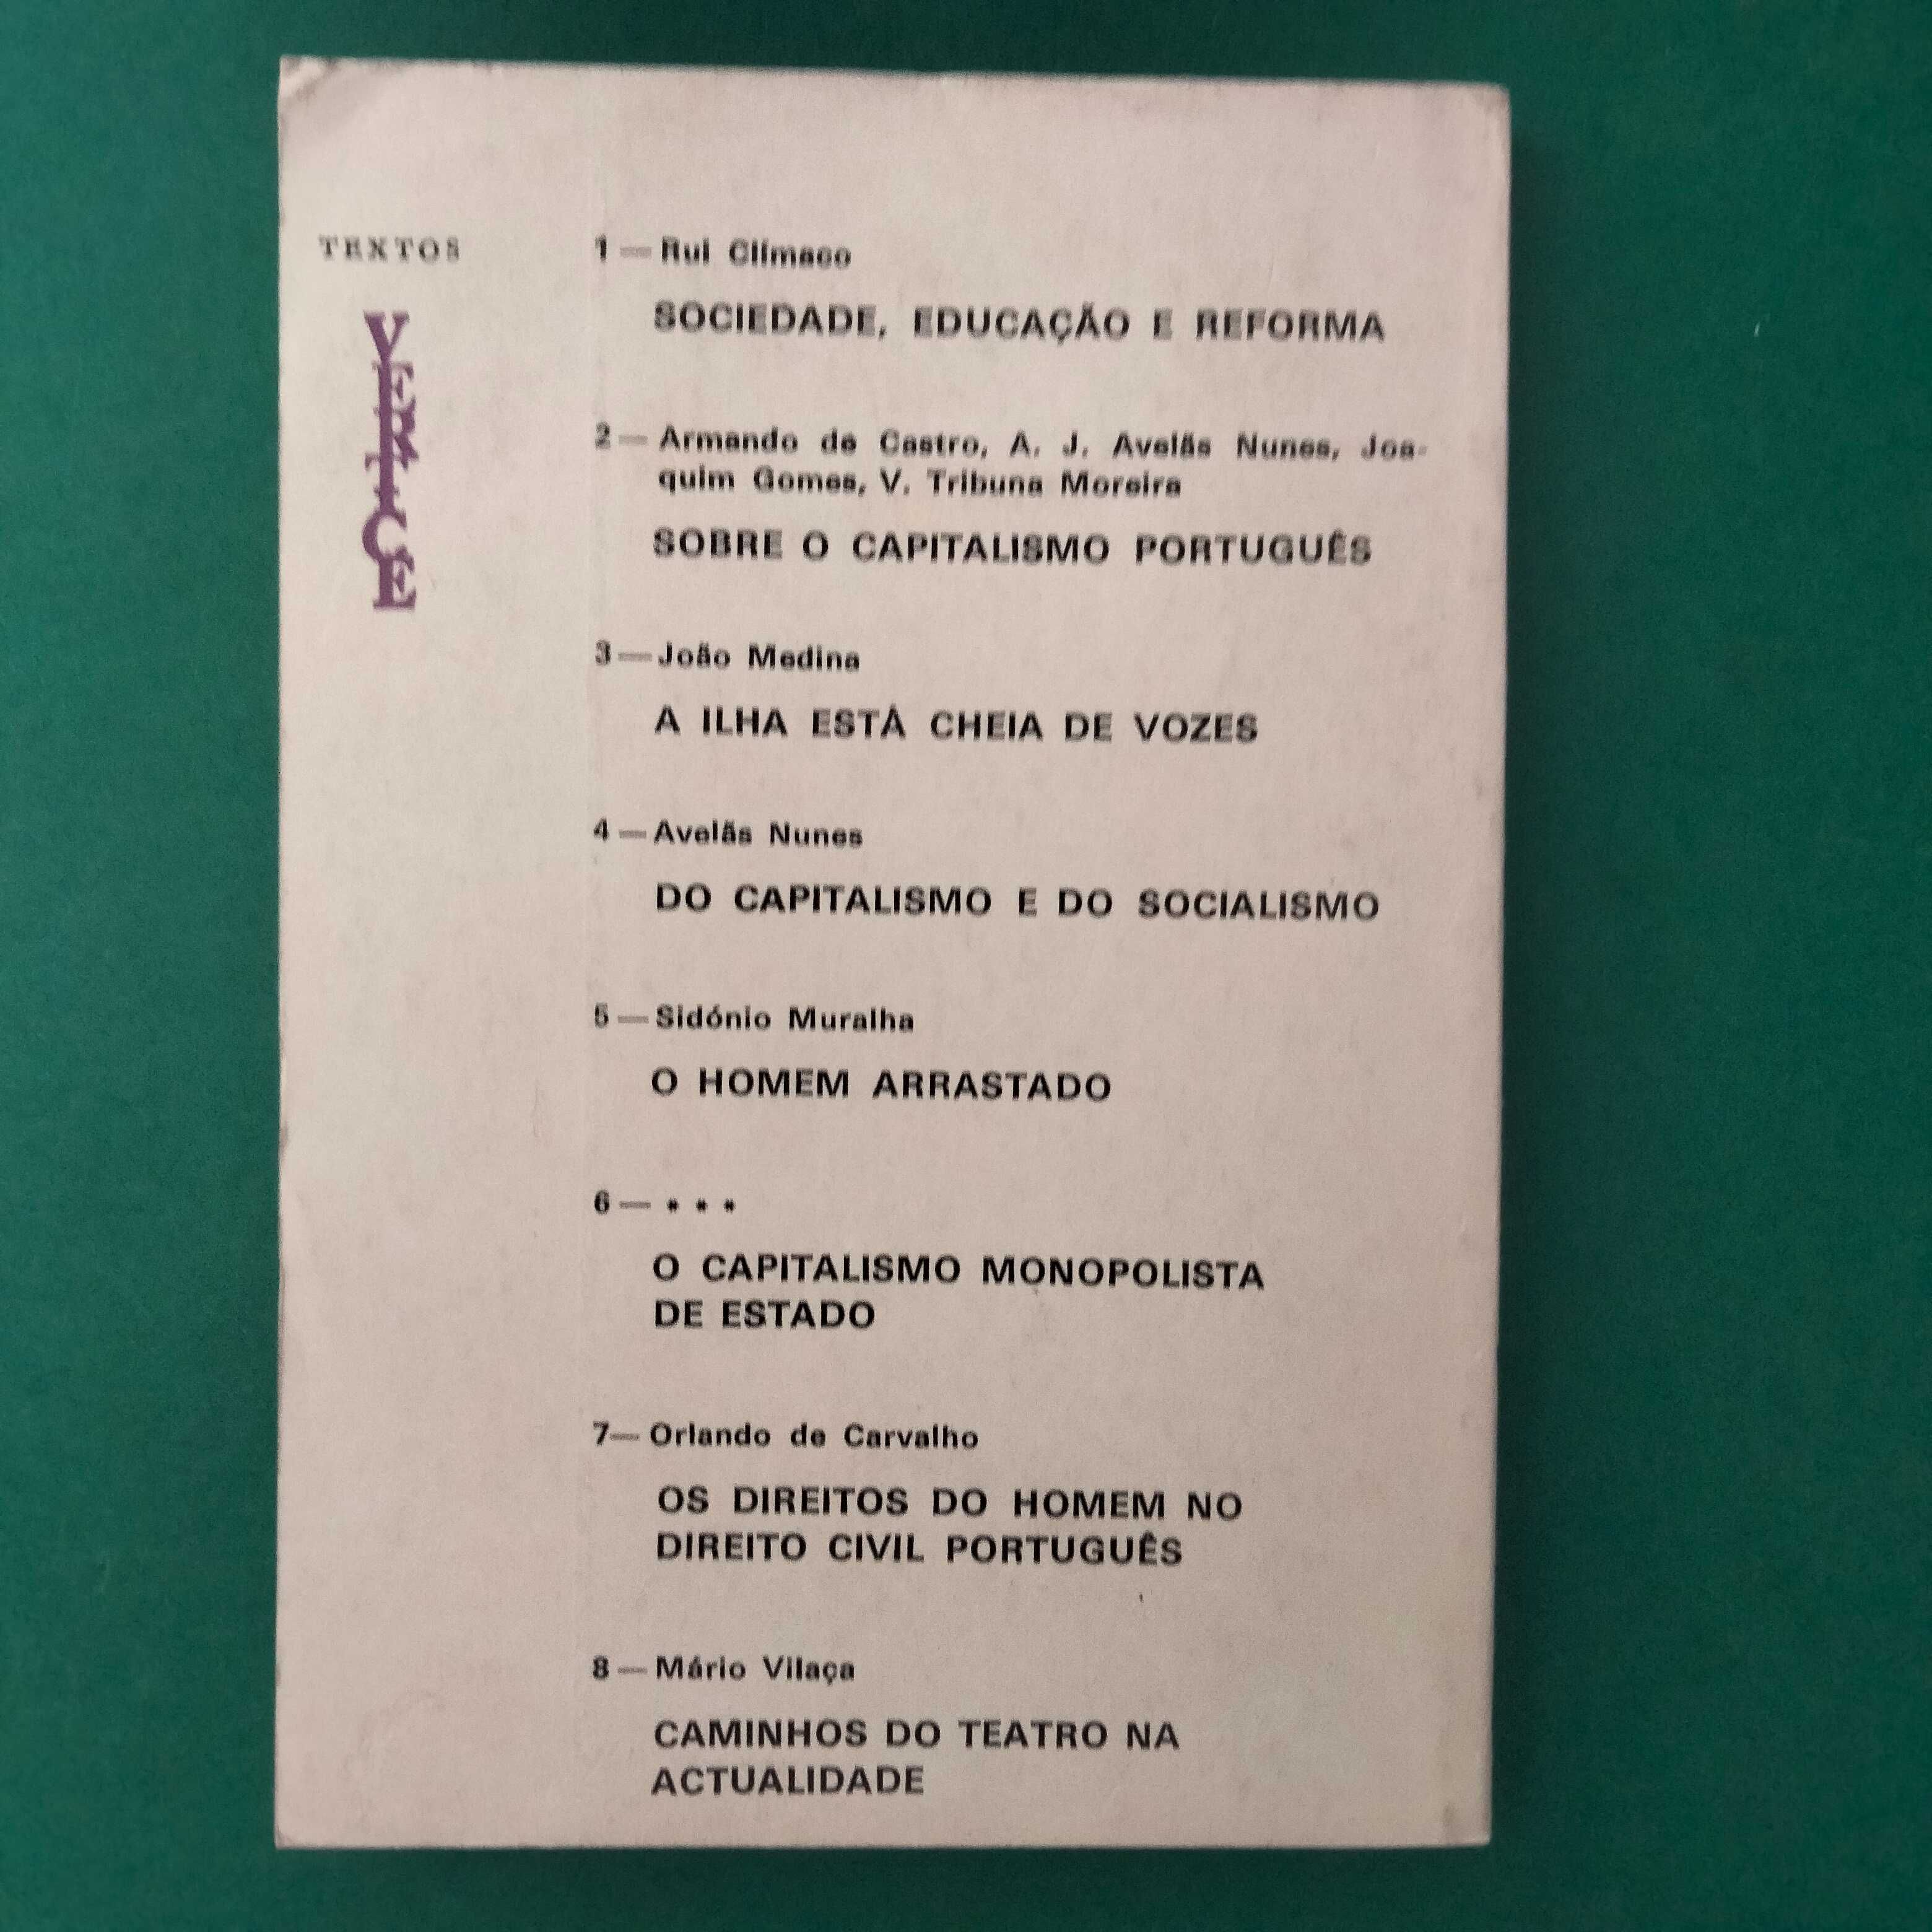 TEXTOS
VERTICE
1 — Rui Clímaco
SOCIEDADE, EDUCAÇÃO E REFORMA
2 — Armando de Castro, A. J. Avelãs Nunes, Joa-
quim Gomes, V. Tribuna Moreira
SOBRE O CAPITALISMO PORTUGUÊS
3 — João Medina
A ILHA ESTÁ CHEIA DE VOZES
4 — Avelãs Nunes
DO CAPITALISMO E DO SOCIALISMO
5 — Sidónio Muralha
O HOMEM ARRASTADO
6 — * * *
O CAPITALISMO MONOPOLISTA
DE ESTADO
7 — Orlando de Carvalho
OS DIREITOS DO HOMEM NO
DIREITO CIVIL PORTUGUÊS
8 — Mário Vilaça
CAMINHOS DO TEATRO NA
ACTUALIDADE